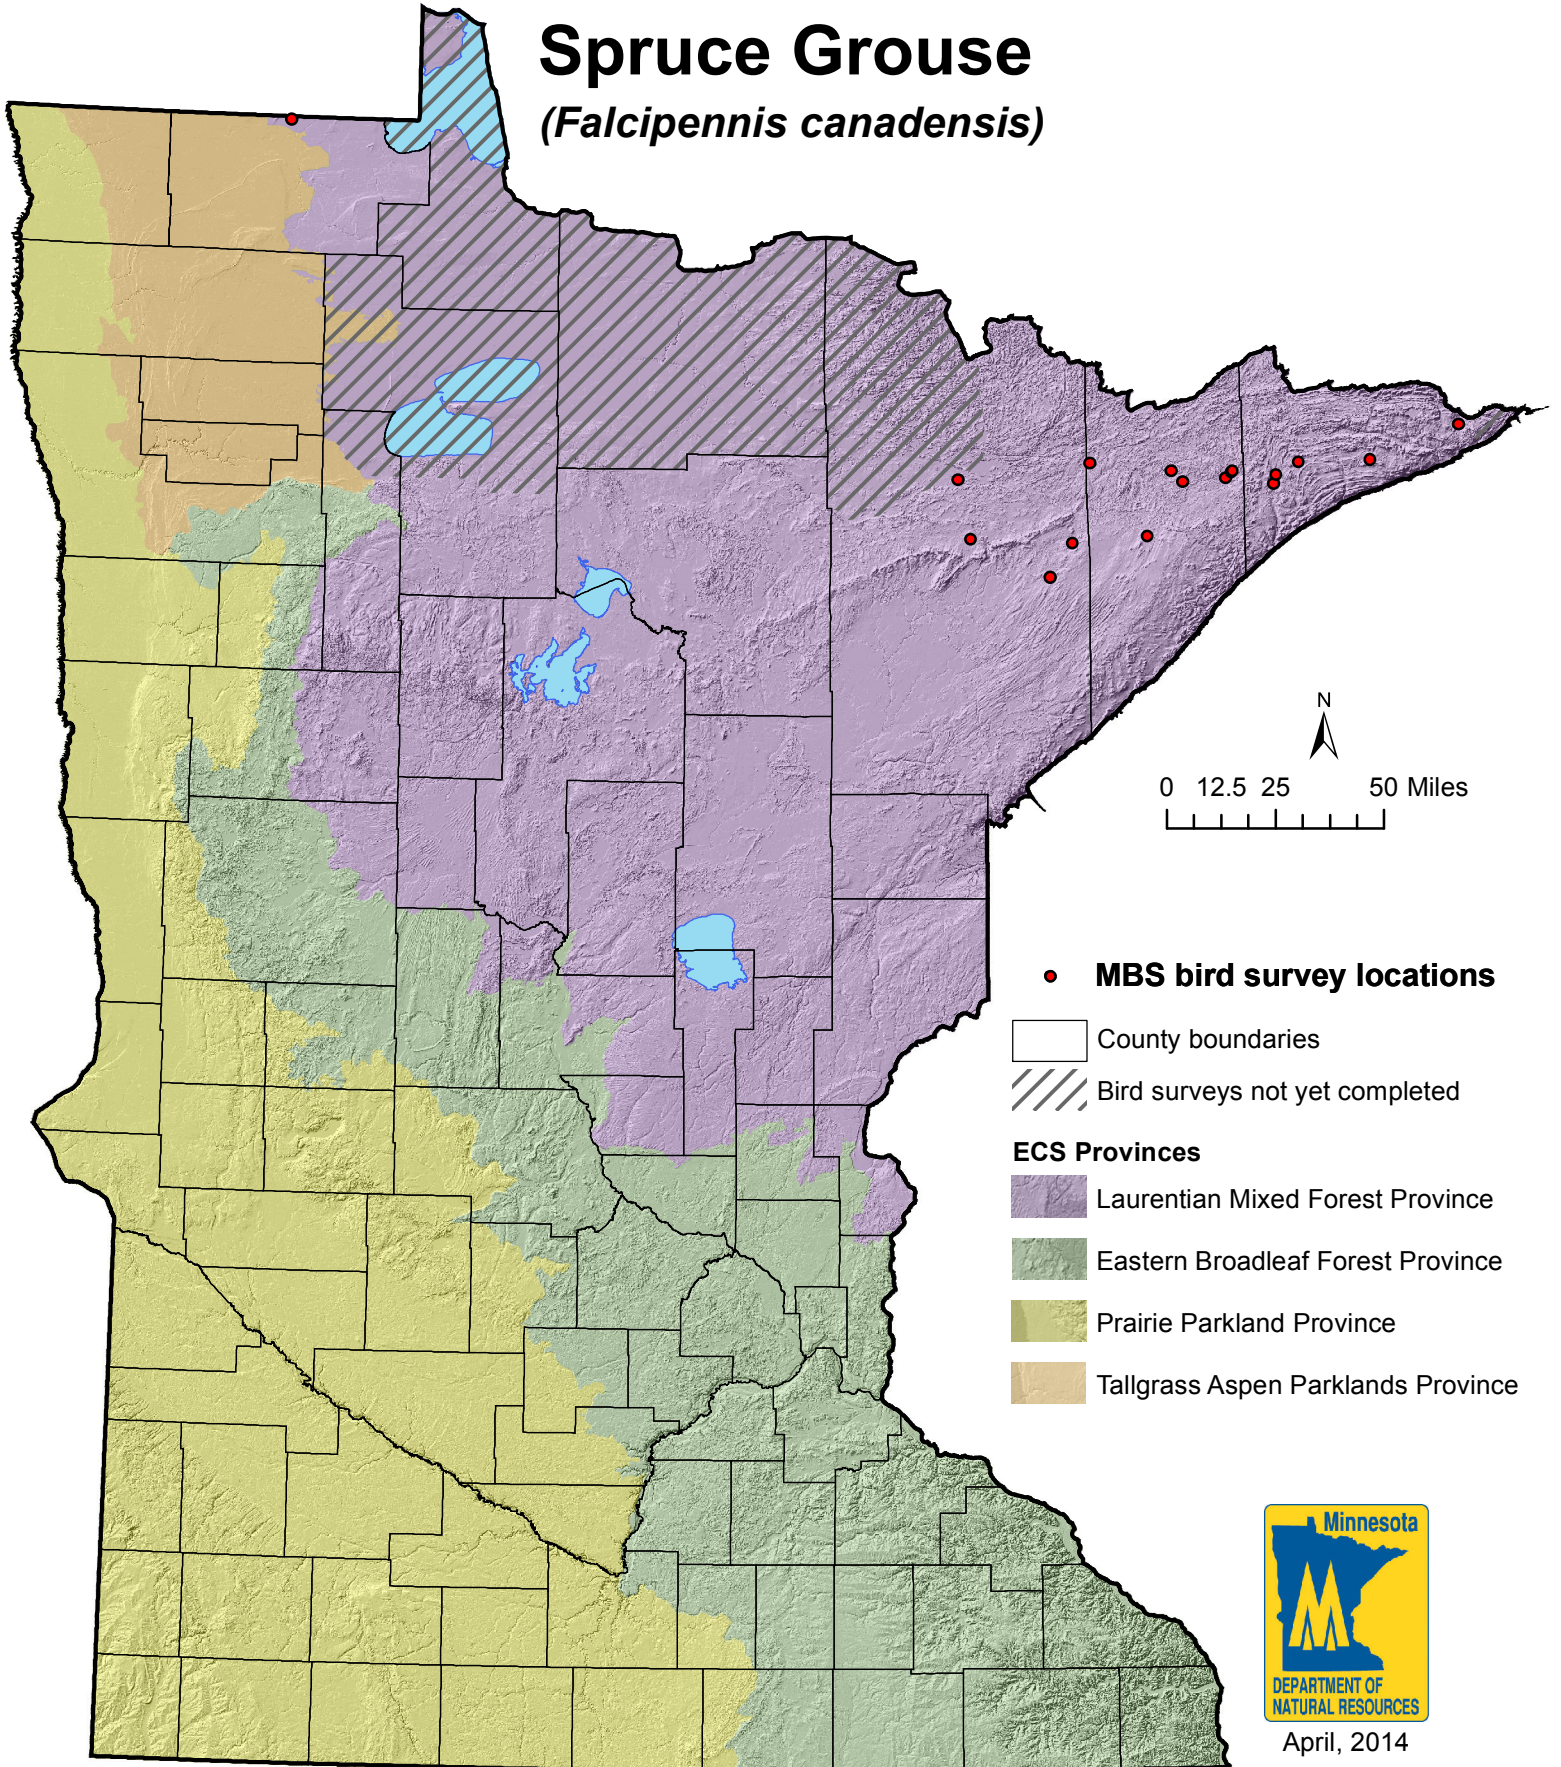 Spruce Grouse
(Falcipennis canadensis)
N
0 12.5 25 50 Miles
MBS bird survey locations
County boundaries
Bird surveys not yet completed
ECS Provinces
Laurentian Mixed Forest Province
Eastern Broadleaf Forest Province
Prairie Parkland Province
Tallgrass Aspen Parklands Province
Minnesota
DEPARTMENT OF
NATURAL RESOURCES
April, 2014